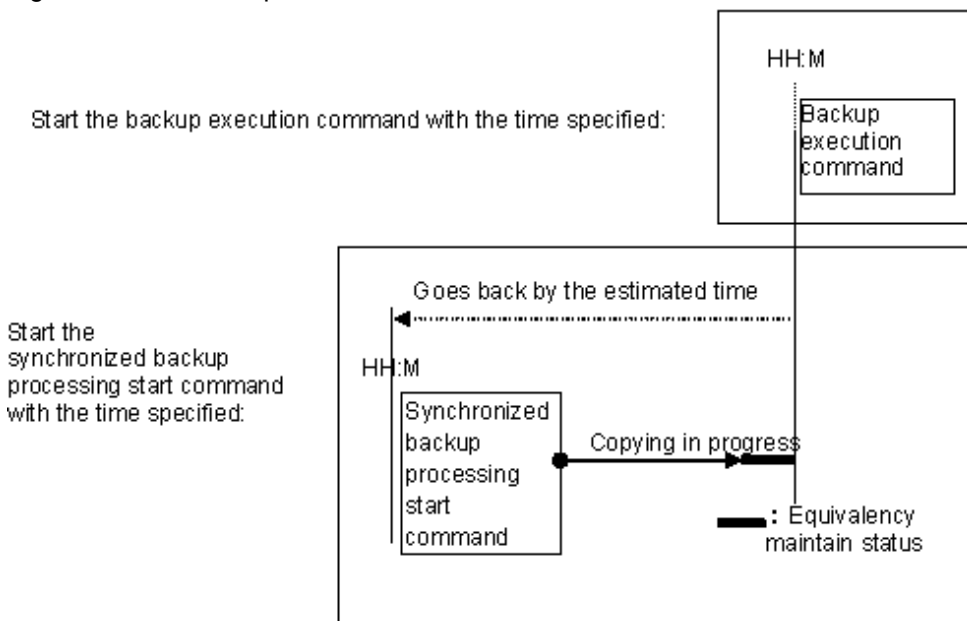 HH:M
Start the backup execution command with the time specified:
Backup
execution
command
Goes back by the estimated time
Start the
synchronized backup
processing start command
with the time specified:
HH:M
Synchronized
backup
processing
start
command
Copying in progress
: Equivalency
maintain status